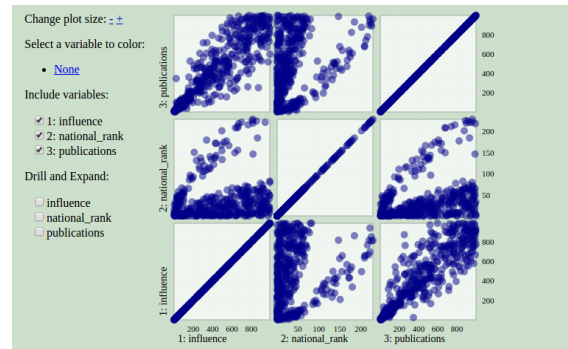 Change plot size: - +
Select a variable to color:
None
Include variables:
1: influence
2: national_rank
3: publications
Drill and Expand:
influence
national_rank
publications
3: publications
800
600
400
200
2: national_rank
200
150
100
50
1: influence
800
600
400
200
200 400 600 800
50 100 150 200
200 400 600 800
1: influence
2: national_rank
3: publications